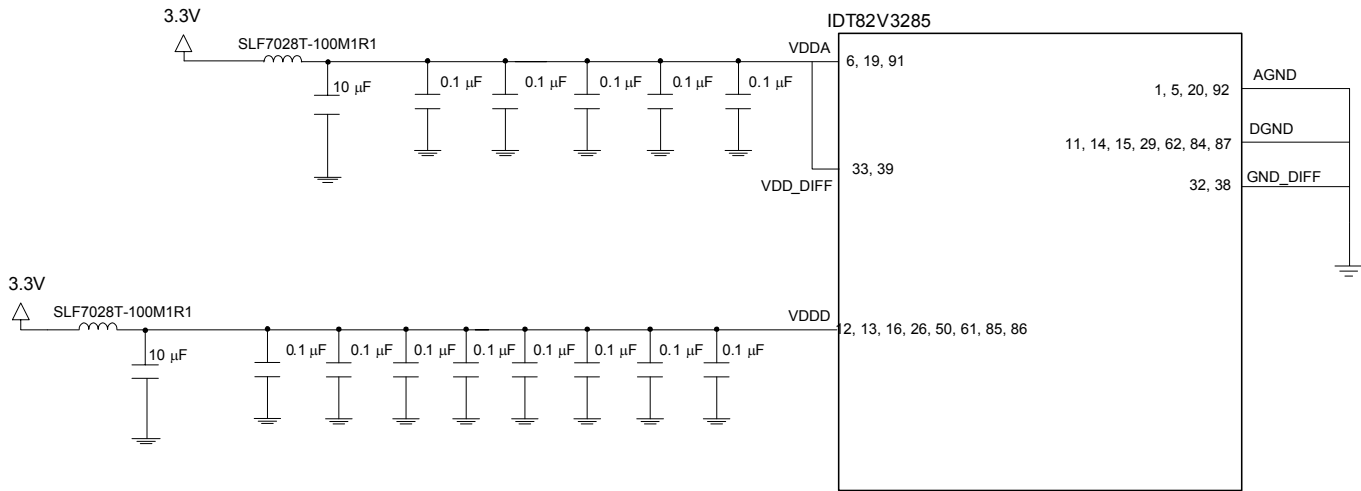 3.3V
IDT82V3285
SLF7028T-100M1R1
VDDA
6, 19, 91
10 μF
0.1 μF
0.1 μF
0.1 μF
0.1 μF
0.1 μF
1, 5, 20, 92
AGND
11, 14, 15, 29, 62, 84, 87
DGND
33, 39
VDD_DIFF
32, 38
GND_DIFF
3.3V
SLF7028T-100M1R1
VDDD
12, 13, 16, 26, 50, 61, 85, 86
10 μF
0.1 μF
0.1 μF
0.1 μF
0.1 μF
0.1 μF
0.1 μF
0.1 μF
0.1 μF